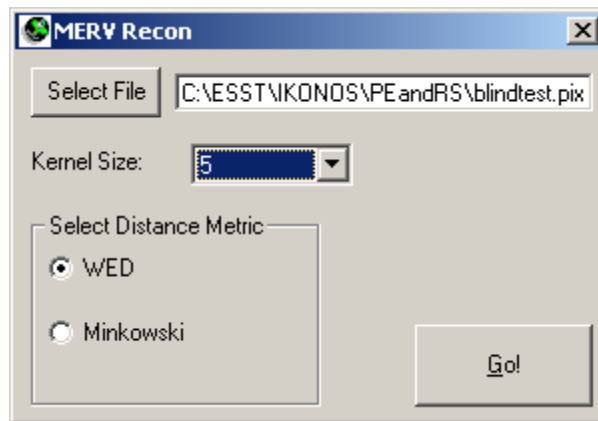 MERV Recon
Select File C:\ESST\IKONOS\PEandRS\blindtest.pix
Kernel Size: 5
Select Distance Metric
WED
Minkowski
Go!